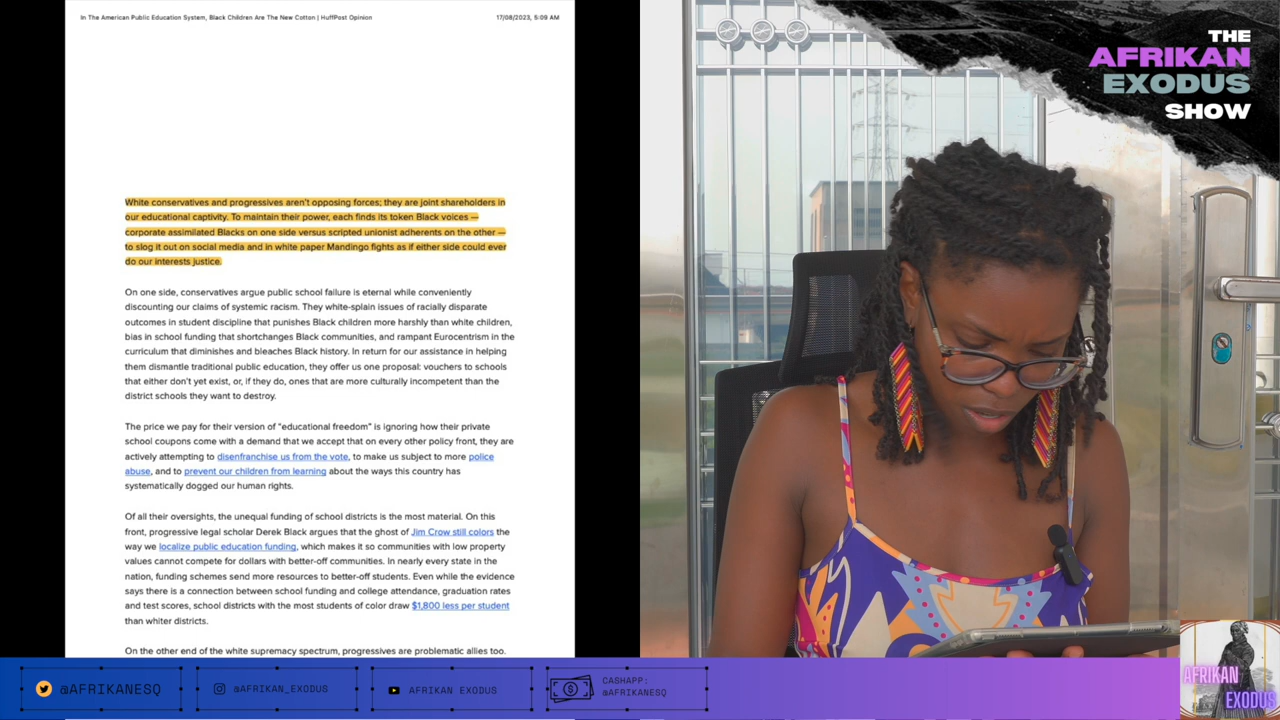 In The American Public Education System, Black Children Are The New Cotton | HuffPost Opinion
17/08/2023, 5:09 AM
White conservatives and progressives aren't opposing forces; they are joint shareholders in
our educational captivity. To maintain their power, each finds its token Black voices —
corporate assimilated Blacks on one side versus scripted unionist adherents on the other —
to slog it out on social media and in white paper Mandingo fights as if either side could ever
do our interests justice.
On one side, conservatives argue public school failure is eternal while conveniently
discounting our claims of systemic racism. They white-splain issues of racially disparate
outcomes in student discipline that punishes Black children more harshly than white children,
bias in school funding that shortchanges Black communities, and rampant Eurocentrism in the
curriculum that diminishes and bleaches Black history. In return for our assistance in helping
them dismantle traditional public education, they offer us one proposal: vouchers to schools
that either don't yet exist, or, if they do, ones that are more culturally incompetent than the
district schools they want to destroy.
The price we pay for their version of "educational freedom" is ignoring how their private
school coupons come with a demand that we accept that on every other policy front, they are
actively attempting to disenfranchise us from the vote, to make us subject to more police
abuse, and to prevent our children from learning about the ways this country has
systematically dogged our human rights.
Of all their oversights, the unequal funding of school districts is the most material. On this
front, progressive legal scholar Derek Black argues that the ghost of Jim Crow still colors the
way we localize public education funding, which makes it so communities with low property
values cannot compete for dollars with better-off communities. In nearly every state in the
nation, funding schemes send more resources to better-off students. Even while the evidence
says there is a connection between school funding and college attendance, graduation rates
and test scores, school districts with the most students of color draw $1,800 less per student
than whiter districts.
On the other end of the white supremacy spectrum, progressives are problematic allies too.
THE
AFRIKAN
EXODUS
SHOW
@AFRIKANESQ
@AFRIKAN_EXODUS
AFRIKAN EXODUS
CASHAPP:
@AFRIKANESQ
AFRIKAN
EXODUS